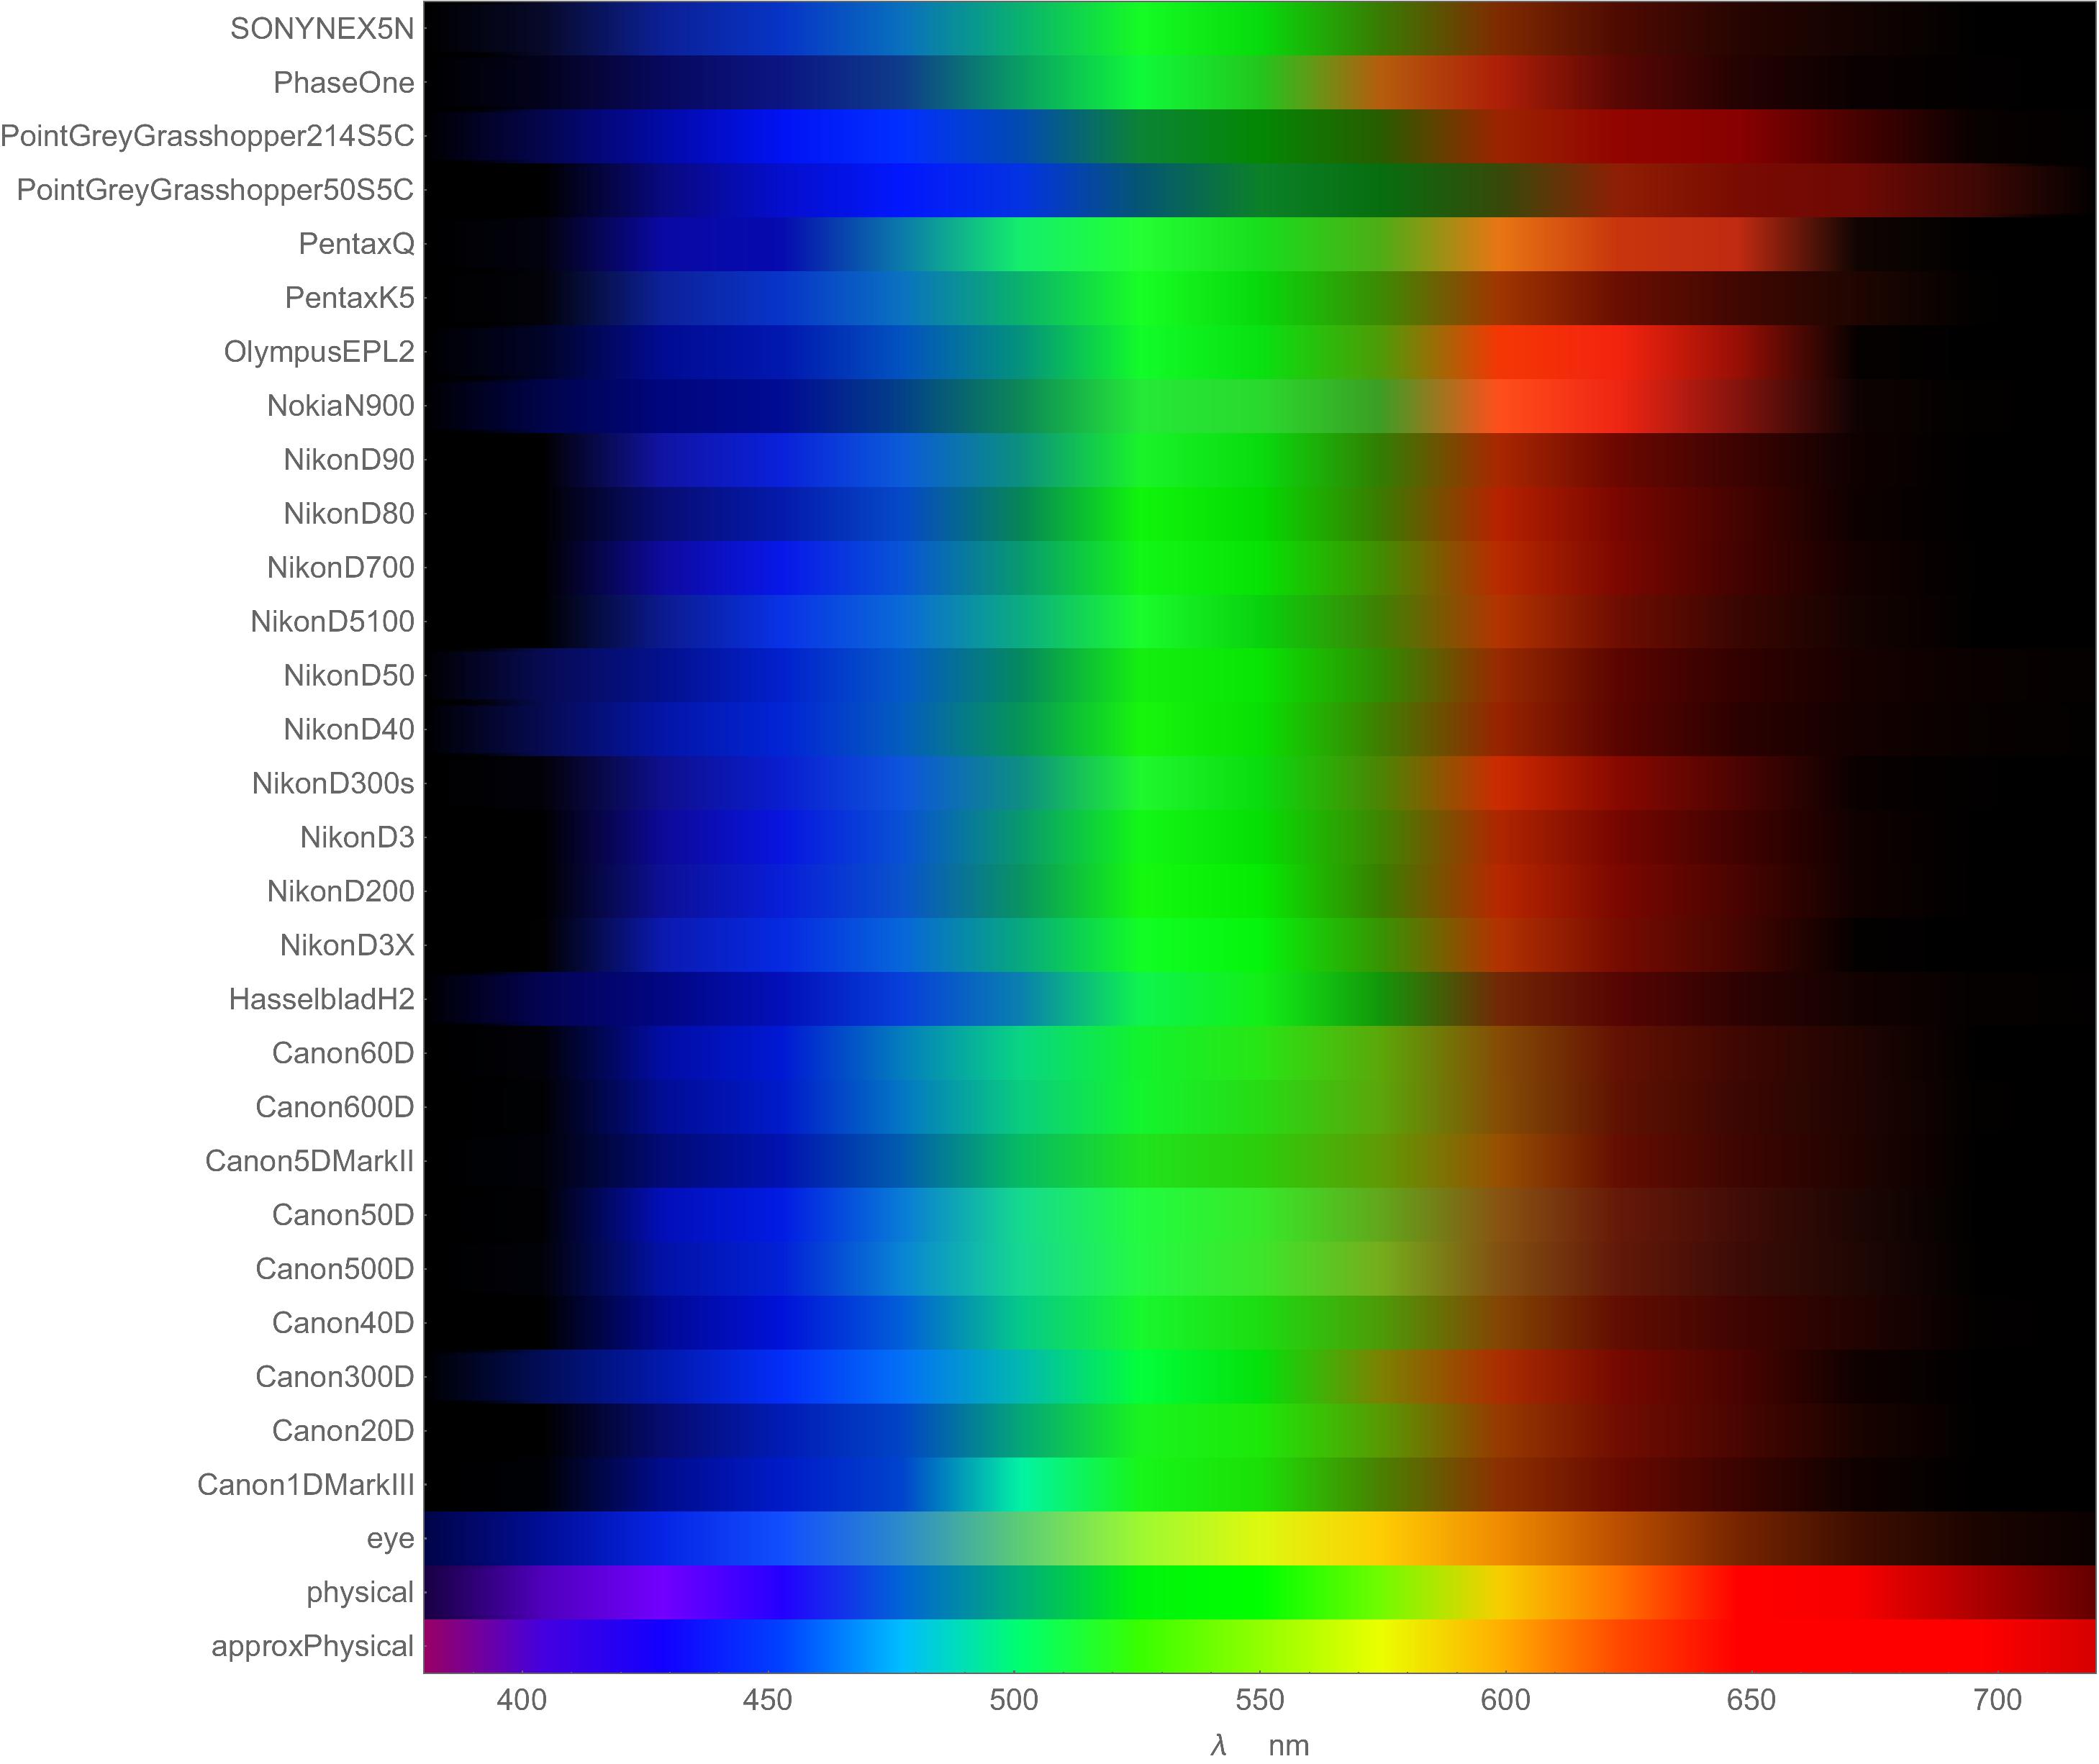 SONYNEX5N
PhaseOne
PointGreyGrasshopper214S5C
PointGreyGrasshopper50S5C
PentaxQ
PentaxK5
OlympusEPL2
NokiaN900
NikonD90
NikonD80
NikonD700
NikonD5100
NikonD50
NikonD40
NikonD300s
NikonD3
NikonD200
NikonD3X
HasselbladH2
Canon60D
Canon600D
Canon5DMarkII
Canon50D
Canon500D
Canon40D
Canon300D
Canon20D
Canon1DMarkIII
eye
physical
approxPhysical
400 450 500 550 600 650 700
λ nm